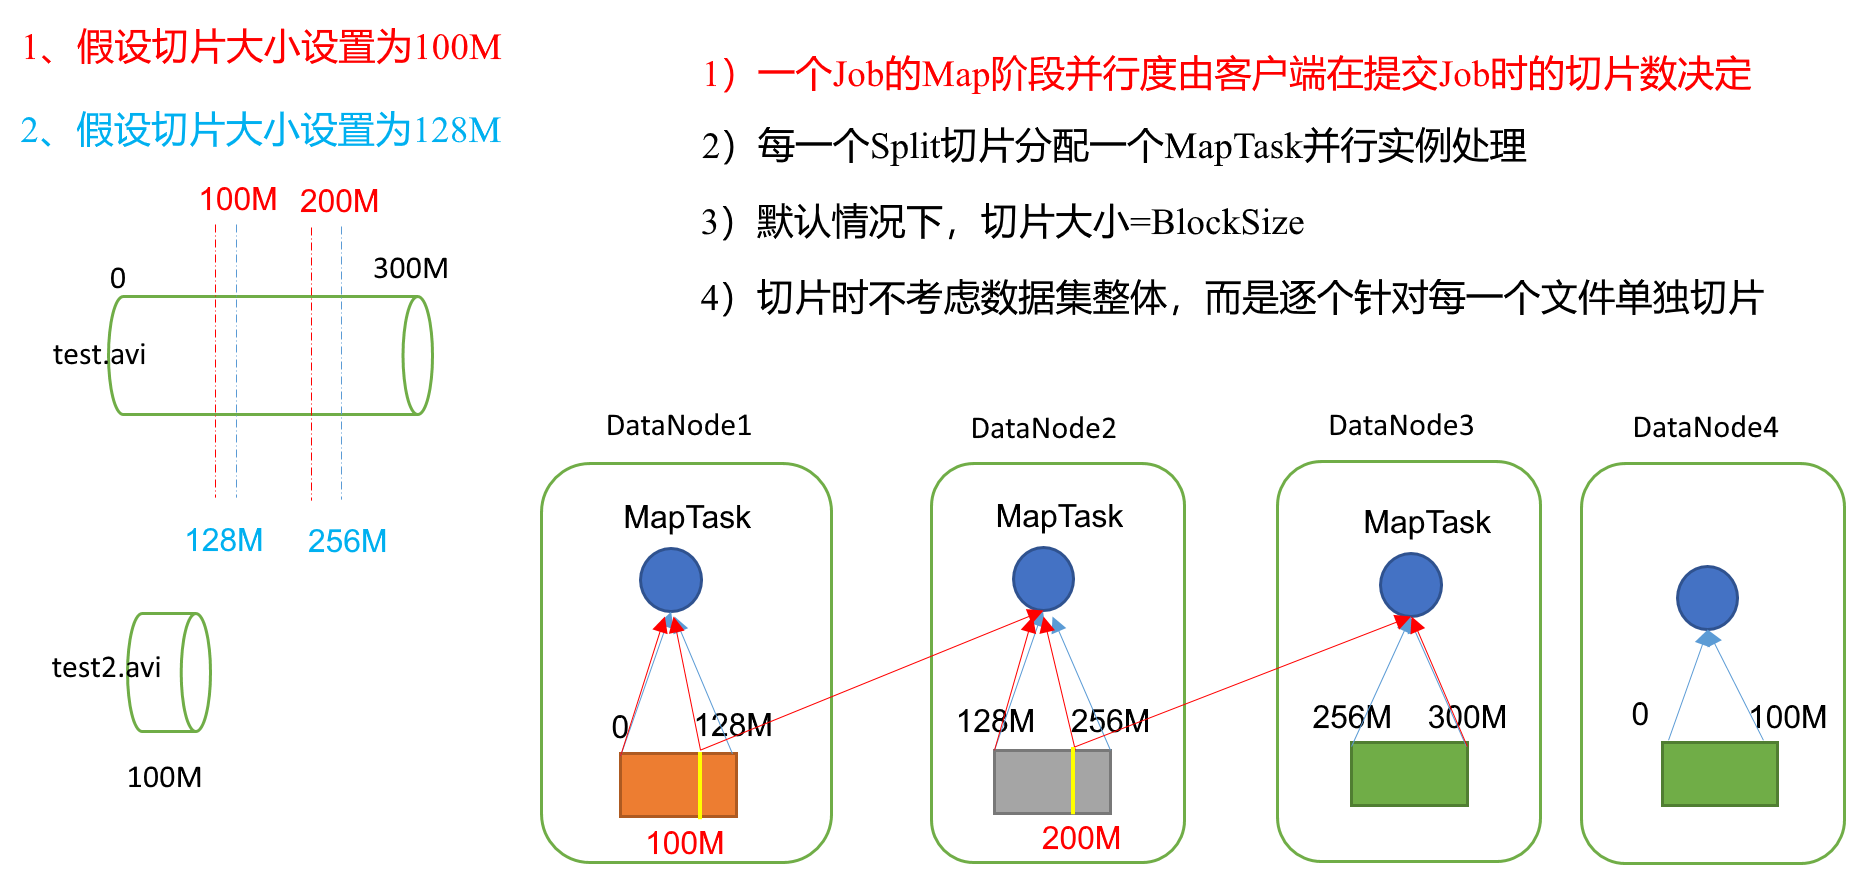 1、假设切片大小设置为100M
2、假设切片大小设置为128M
100M 200M
0 300M
test.avi
128M 256M
test2.avi
100M
1）一个Job的Map阶段并行度由客户端在提交Job时的切片数决定
2）每一个Split切片分配一个MapTask并行实例处理
3）默认情况下，切片大小=BlockSize
4）切片时不考虑数据集整体，而是逐个针对每一个文件单独切片
DataNode1
MapTask
0 128M
100M
DataNode2
MapTask
128M 256M
200M
DataNode3
MapTask
256M 300M
DataNode4
0 100M